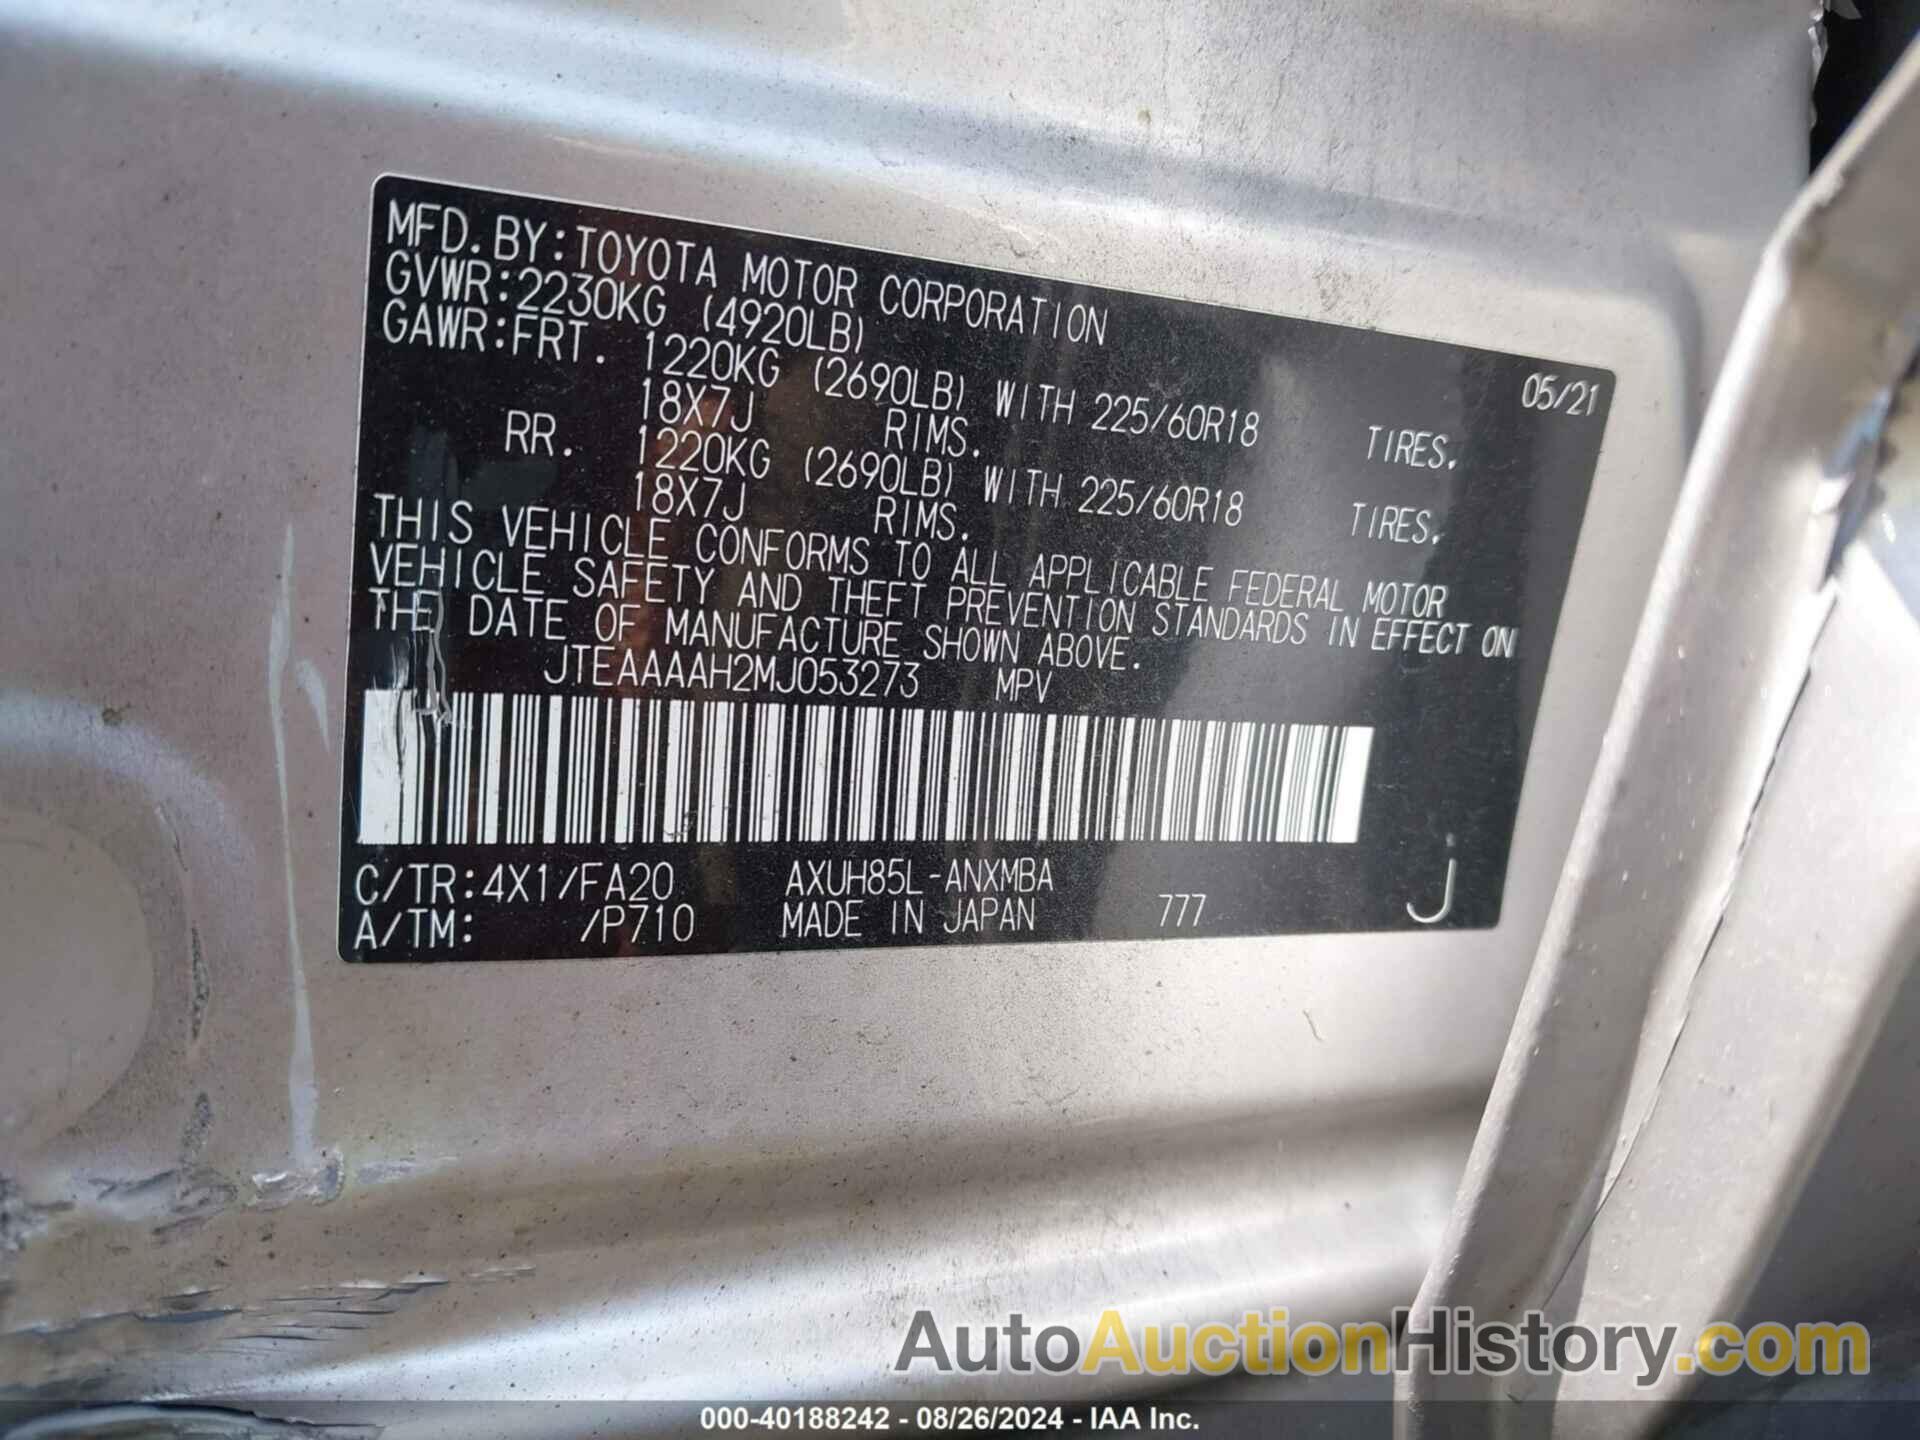 MFD.BY:TOYOTA MOTOR CORPORATION 05/21
GVWR:2230KG (4920LB)
GAWR:FRT. 1220KG (2690LB) WITH 225/60R18 TIRES.
18X7J RIMS.
RR. 1220KG (2690LB) WITH 225/60R18 TIRES.
18X7J RIMS.
THIS VEHICLE CONFORMS TO ALL APPLICABLE FEDERAL MOTOR
VEHICLE SAFETY AND THEFT PREVENTION STANDARDS IN EFFECT ON
THE DATE OF MANUFACTURE SHOWN ABOVE.
JTEAAAAH2MJ053273 MPV
C/TR:4X1/FA20 AXUH85L-ANXMBA
A/TM: /P710 MADE IN JAPAN 777 J
AutoAuctionHistory.com
000-40188242 - 08/26/2024 - IAA Inc.